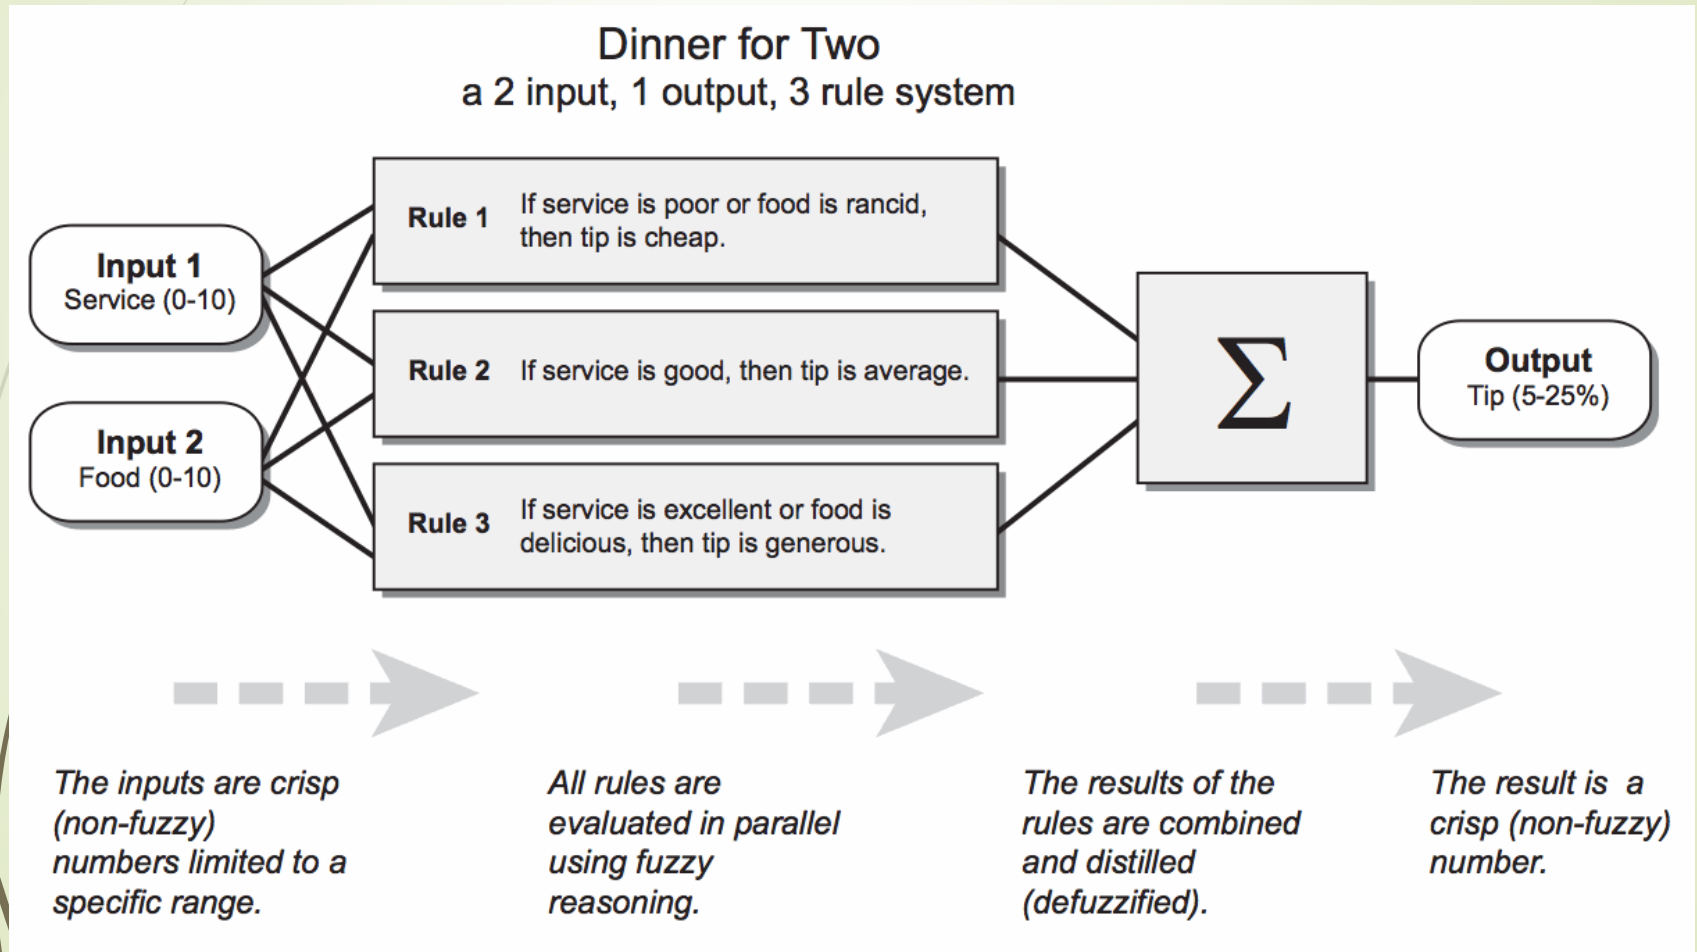 Dinner for Two
a 2 input, 1 output, 3 rule system
Input 1
Service (0-10)
Input 2
Food (0-10)
Rule 1
If service is poor or food is rancid,
then tip is cheap.
Rule 2
If service is good, then tip is average.
Rule 3
If service is excellent or food is
delicious, then tip is generous.
Σ
Output
Tip (5-25%)
The inputs are crisp
(non-fuzzy)
numbers limited to a
specific range.
All rules are
evaluated in parallel
using fuzzy
reasoning.
The results of the
rules are combined
and distilled
(defuzzified).
The result is a
crisp (non-fuzzy)
number.